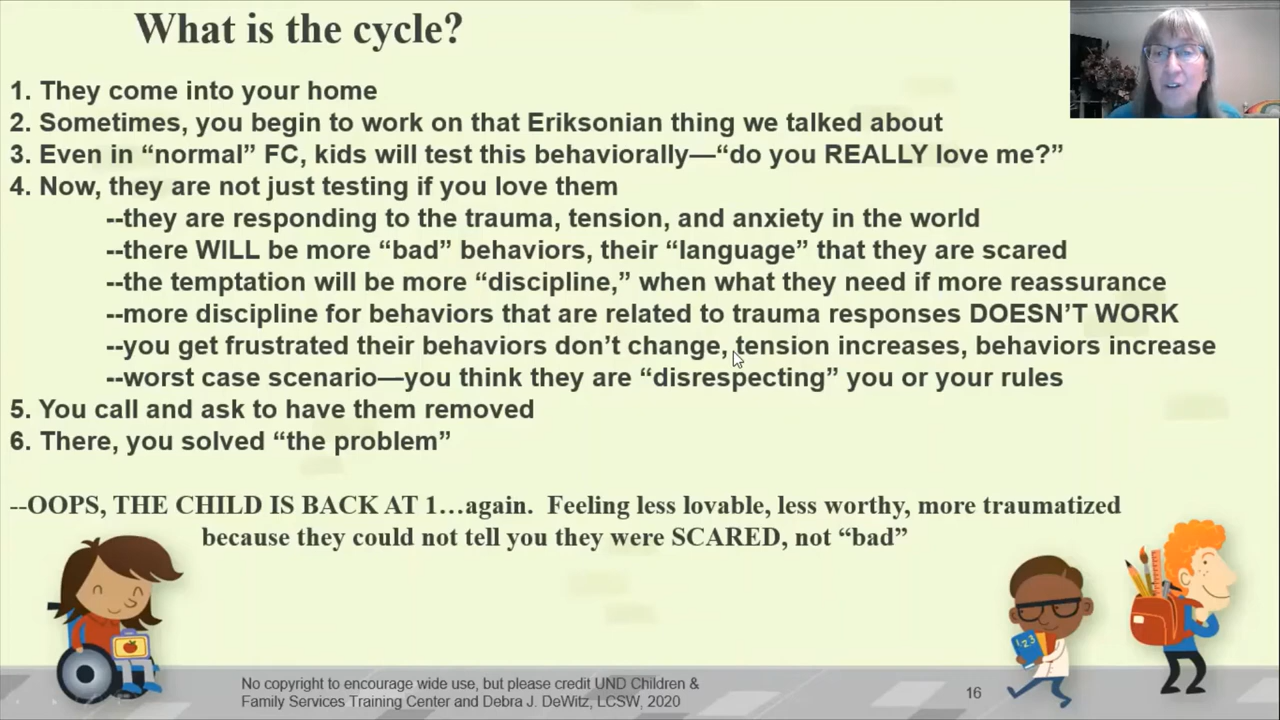 What is the cycle?
1. They come into your home
2. Sometimes, you begin to work on that Eriksonian thing we talked about
3. Even in “normal” FC, kids will test this behaviorally—“do you REALLY love me?”
4. Now, they are not just testing if you love them
--they are responding to the trauma, tension, and anxiety in the world
--there WILL be more “bad” behaviors, their “language” that they are scared
--the temptation will be more “discipline,” when what they need if more reassurance
--more discipline for behaviors that are related to trauma responses DOESN’T WORK
--you get frustrated their behaviors don’t change, tension increases, behaviors increase
--worst case scenario—you think they are “disrespecting” you or your rules
5. You call and ask to have them removed
6. There, you solved “the problem”
--OOPS, THE CHILD IS BACK AT 1…again.  Feeling less lovable, less worthy, more traumatized
because they could not tell you they were SCARED, not “bad”
1 2 3
No copyright to encourage wide use, but please credit UND Children &
Family Services Training Center and Debra J. DeWitz, LCSW, 2020
16